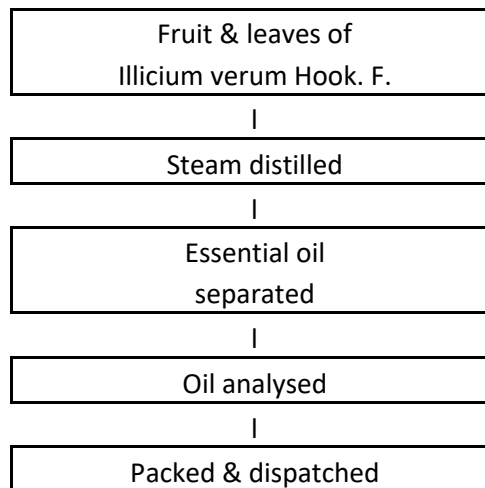 Fruit & leaves of
Illicium verum Hook. F.
|
Steam distilled
|
Essential oil
separated
|
Oil analysed
|
Packed & dispatched